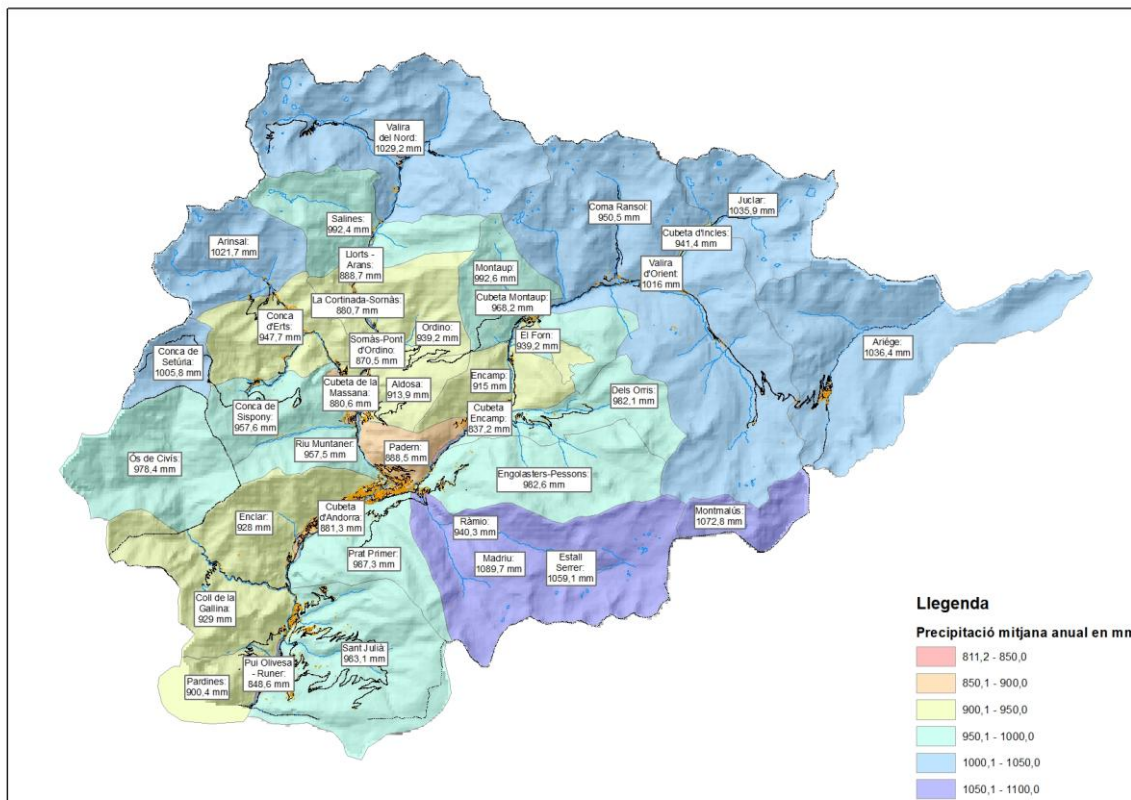 Valira
del Nord:
1029,2 mm
Coma Ransol:
950,5 mm
Juclar:
1035,9 mm
Cubeta d'Incles:
941,4 mm
Salines:
992,4 mm
Arinsal:
1021,7 mm
Llorts -
Arans:
888,7 mm
Montaup:
992,6 mm
Valira
d'Orient:
1016 mm
La Cortinada-Sornàs:
880,7 mm
Cubeta Montaup:
968,2 mm
Conca
d'Erts:
947,7 mm
Ordino:
939,2 mm
El Forn:
939,2 mm
Ariège:
1036,4 mm
Conca de
Setúria:
1005,8 mm
Somàs-Pont
d'Ordino:
870,5 mm
Cubeta de la
Massana:
880,6 mm
Aldosa:
913,9 mm
Encamp:
915 mm
Dels Orris:
982,1 mm
Conca de
Sispony:
957,6 mm
Cubeta
Encamp:
837,2 mm
Riu Muntaner:
957,5 mm
Padern:
888,5 mm
Òs de Civís:
978,4 mm
Engolasters-Pessons:
982,6 mm
Enclar:
928 mm
Cubeta
d'Andorra:
881,3 mm
Ràmio:
940,3 mm
Montmalús:
1072,8 mm
Prat Primer:
967,3 mm
Madriu:
1089,7 mm
Estall
Serrer:
1059,1 mm
Coll de la
Gallina:
929 mm
Sant Julià:
983,1 mm
Pui Olivesa
- Runer:
848,6 mm
Pardines:
900,4 mm
Llegenda
Precipitació mitjana anual en mm
811,2 - 850,0
850,1 - 900,0
900,1 - 950,0
950,1 - 1000,0
1000,1 - 1050,0
1050,1 - 1100,0